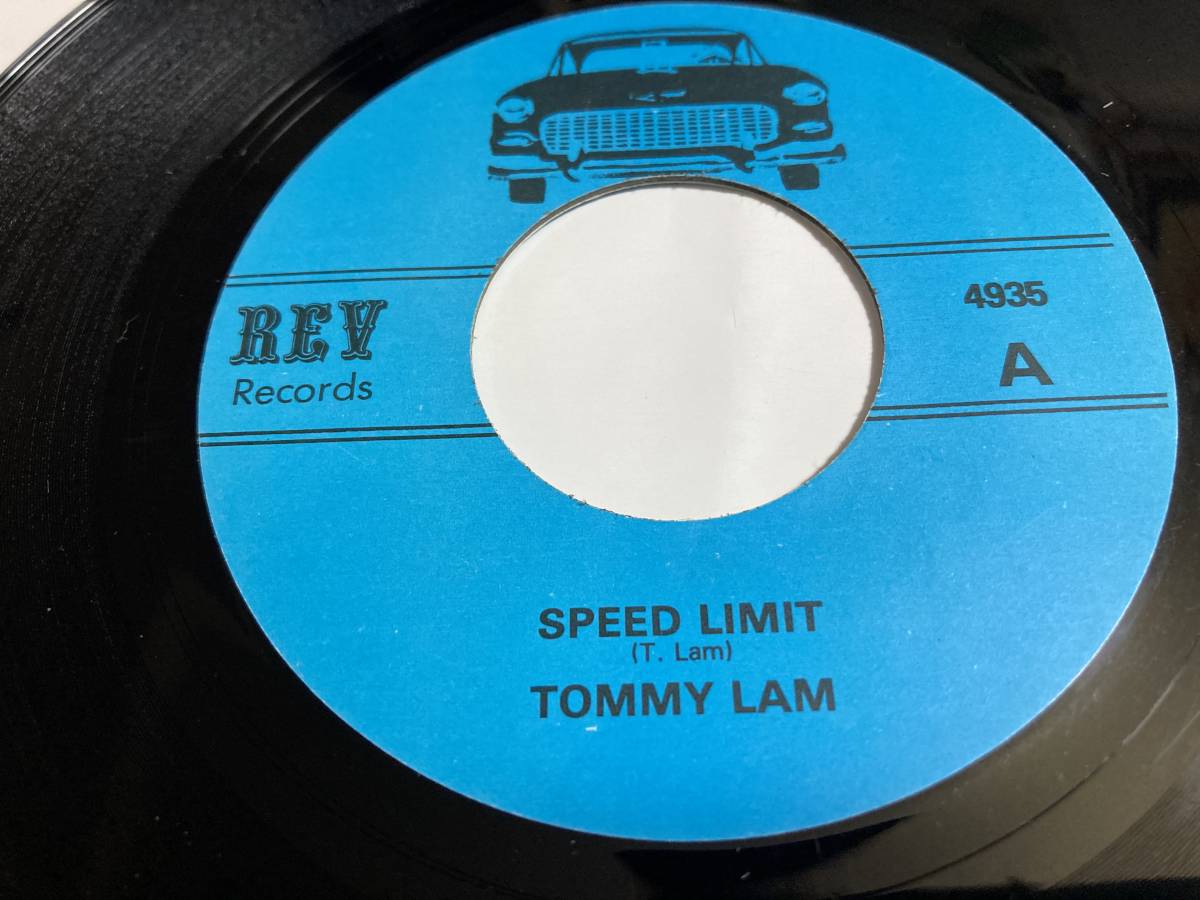 REV
Records
4935
A
SPEED LIMIT
(T. Lam)
TOMMY LAM